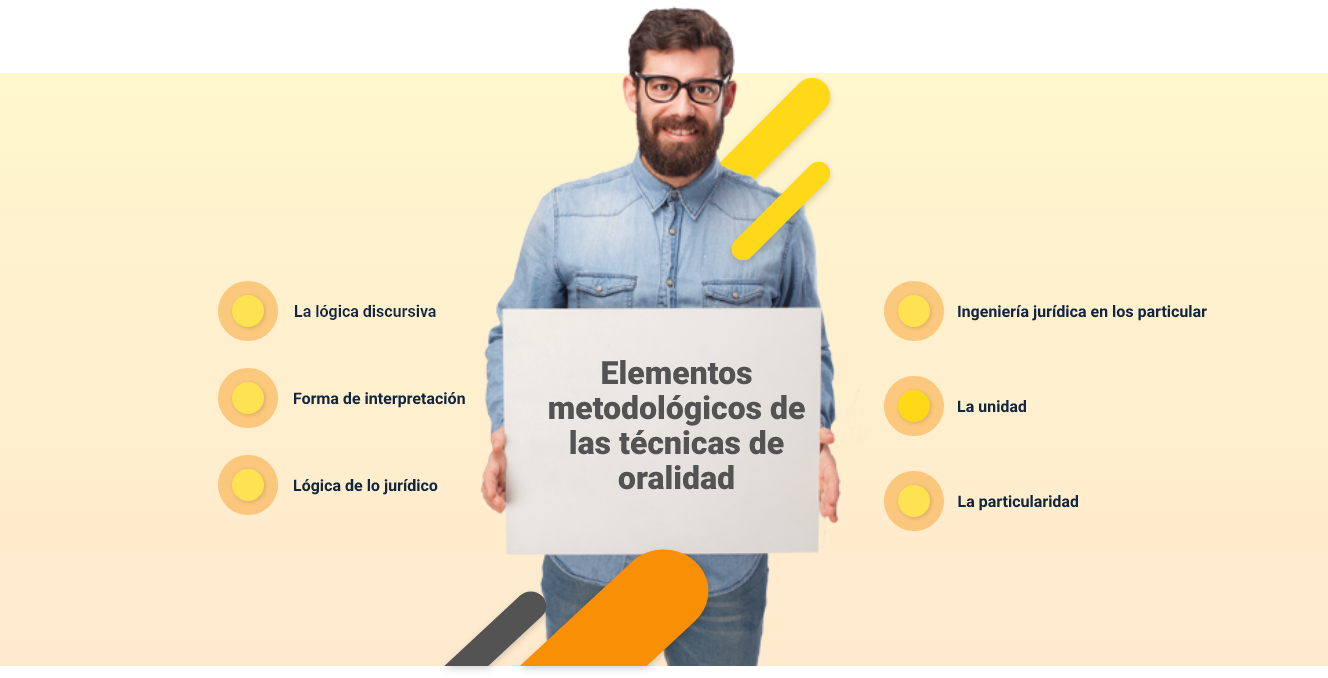 La lógica discursiva
Forma de interpretación
Lógica de lo jurídico
Elementos
metodológicos de
las técnicas de
oralidad
Ingeniería jurídica en los particular
La unidad
La particularidad